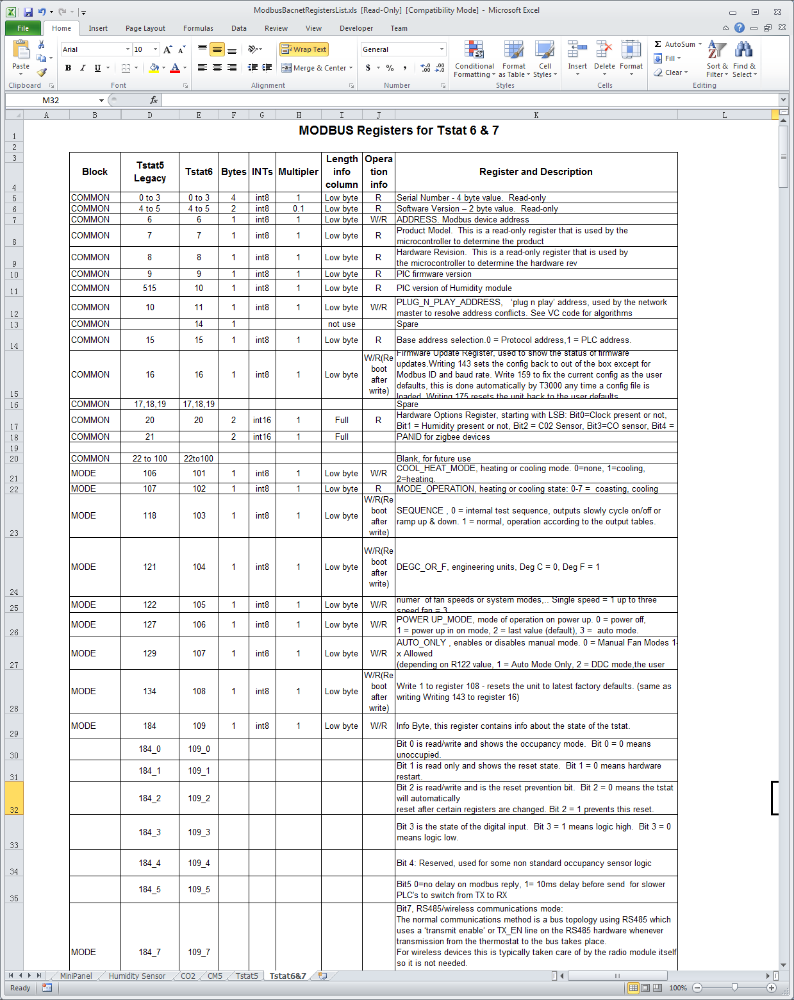 ModbusBacnetRegistersList.xls [Read-Only] [Compatibility Mode] - Microsoft Excel
File Home Insert Page Layout Formulas Data Review View Developer Team
Paste
Arial 10
Wrap Text
Merge & Center
General
Conditional Formatting
Format as Table
Cell Styles
Insert Delete Format
AutoSum
Fill
Clear
Sort & Filter
Find & Select
Clipboard Font Alignment Number Styles Cells Editing
M32 fx
A B D E F G H I J K L
1 MODBUS Registers for Tstat 6 & 7
2
3
4 Block Tstat5 Legacy Tstat6 Bytes INTs Multipler Length info column Opera tion info Register and Description
5 COMMON 0 to 3 0 to 3 4 int8 1 Low byte R Serial Number - 4 byte value. Read-only
6 COMMON 4 to 5 4 to 5 2 int8 0.1 Low byte R Software Version – 2 byte value. Read-only
7 COMMON 6 6 1 int8 1 Low byte W/R ADDRESS. Modbus device address
8 COMMON 7 7 1 int8 1 Low byte R Product Model. This is a read-only register that is used by the
microcontroller to determine the product
9 COMMON 8 8 1 int8 1 Low byte R Hardware Revision. This is a read-only register that is used by
the microcontroller to determine the hardware rev
10 COMMON 9 9 1 int8 1 Low byte R PIC firmware version
11 COMMON 515 10 1 int8 1 Low byte R PIC version of Humidity module
12 COMMON 10 11 1 int8 1 Low byte W/R PLUG_N_PLAY_ADDRESS, ‘plug n play’ address, used by the network
master to resolve address conflicts. See VC code for algorithms
13 COMMON 14 1 not use Spare
14 COMMON 15 15 1 int8 1 Low byte R Base address selection.0 = Protocol address,1 = PLC address.
15 COMMON 16 16 1 int8 1 Low byte W/R(Re boot after write) Firmware Update Register, used to show the status of firmware
updates.Writing 143 sets the config back to out of the box except for
Modbus ID and baud rate. Write 159 to fix the current config as the user
defaults, this is done automatically by T3000 any time a config file is
loaded. Writing 175 resets the unit back to the user defaults
16 COMMON 17,18,19 17,18,19 Spare
17 COMMON 20 20 2 int16 1 Full R Hardware Options Register, starting with LSB: Bit0=Clock present or not,
Bit1 = Humidity present or not, Bit2 = C02 Sensor, Bit3=CO sensor, Bit4 =
18 COMMON 21 2 int16 1 Full PANID for zigbee devices
19
20 COMMON 22 to 100 22to100 Blank, for future use
21 MODE 106 101 1 int8 1 Low byte W/R COOL_HEAT_MODE, heating or cooling mode. 0=none, 1=cooling,
2=heating.
22 MODE 107 102 1 int8 1 Low byte R MODE_OPERATION, heating or cooling state: 0-7 = coasting, cooling
23 MODE 118 103 1 int8 1 Low byte W/R(Re boot after write) SEQUENCE , 0 = internal test sequence, outputs slowly cycle on/off or
ramp up & down. 1 = normal, operation according to the output tables.
24 MODE 121 104 1 int8 1 Low byte W/R(Re boot after write) DEGC_OR_F, engineering units, Deg C = 0, Deg F = 1
25 MODE 122 105 1 int8 1 Low byte W/R numer of fan speeds or system modes,.. Single speed = 1 up to three
speed fan = 3
26 MODE 127 106 1 int8 1 Low byte W/R POWER UP_MODE, mode of operation on power up. 0 = power off,
1 = power up in on mode, 2 = last value (default), 3 = auto mode.
27 MODE 129 107 1 int8 1 Low byte W/R AUTO_ONLY , enables or disables manual mode. 0 = Manual Fan Modes 1-
x Allowed
(depending on R122 value, 1 = Auto Mode Only, 2 = DDC mode,the user
28 MODE 134 108 1 int8 1 Low byte W/R(Re boot after write) Write 1 to register 108 - resets the unit to latest factory defaults. (same as
writing Writing 143 to register 16)
29 MODE 184 109 1 int8 1 Low byte W/R Info Byte, this register contains info about the state of the tstat.
30 184_0 109_0 Bit 0 is read/write and shows the occupancy mode. Bit 0 = 0 means
unoccupied.
31 184_1 109_1 Bit 1 is read only and shows the reset state. Bit 1 = 0 means hardware
restart.
32 184_2 109_2 Bit 2 is read/write and is the reset prevention bit. Bit 2 = 0 means the tstat
will automatically
reset after certain registers are changed. Bit 2 = 1 prevents this reset.
33 184_3 109_3 Bit 3 is the state of the digital input. Bit 3 = 1 means logic high. Bit 3 = 0
means logic low.
34 184_4 109_4 Bit 4: Reserved, used for some non standard occupancy sensor logic
35 184_5 109_5 Bit5 0=no delay on modbus reply, 1= 10ms delay before send for slower
PLC's to switch from TX to RX
MODE 184_7 109_7 Bit7, RS485/wireless communications mode:
The normal communications method is a bus topology using RS485 which
uses a ‘transmit enable’ or TX_EN line on the RS485 hardware whenever
transmission from the thermostat to the bus takes place.
For wireless devices this is typically taken care of by the radio module itself
so it is not needed.
MiniPanel Humidity Sensor CO2 CM5 Tstat5 Tstat6&7
Ready 100%